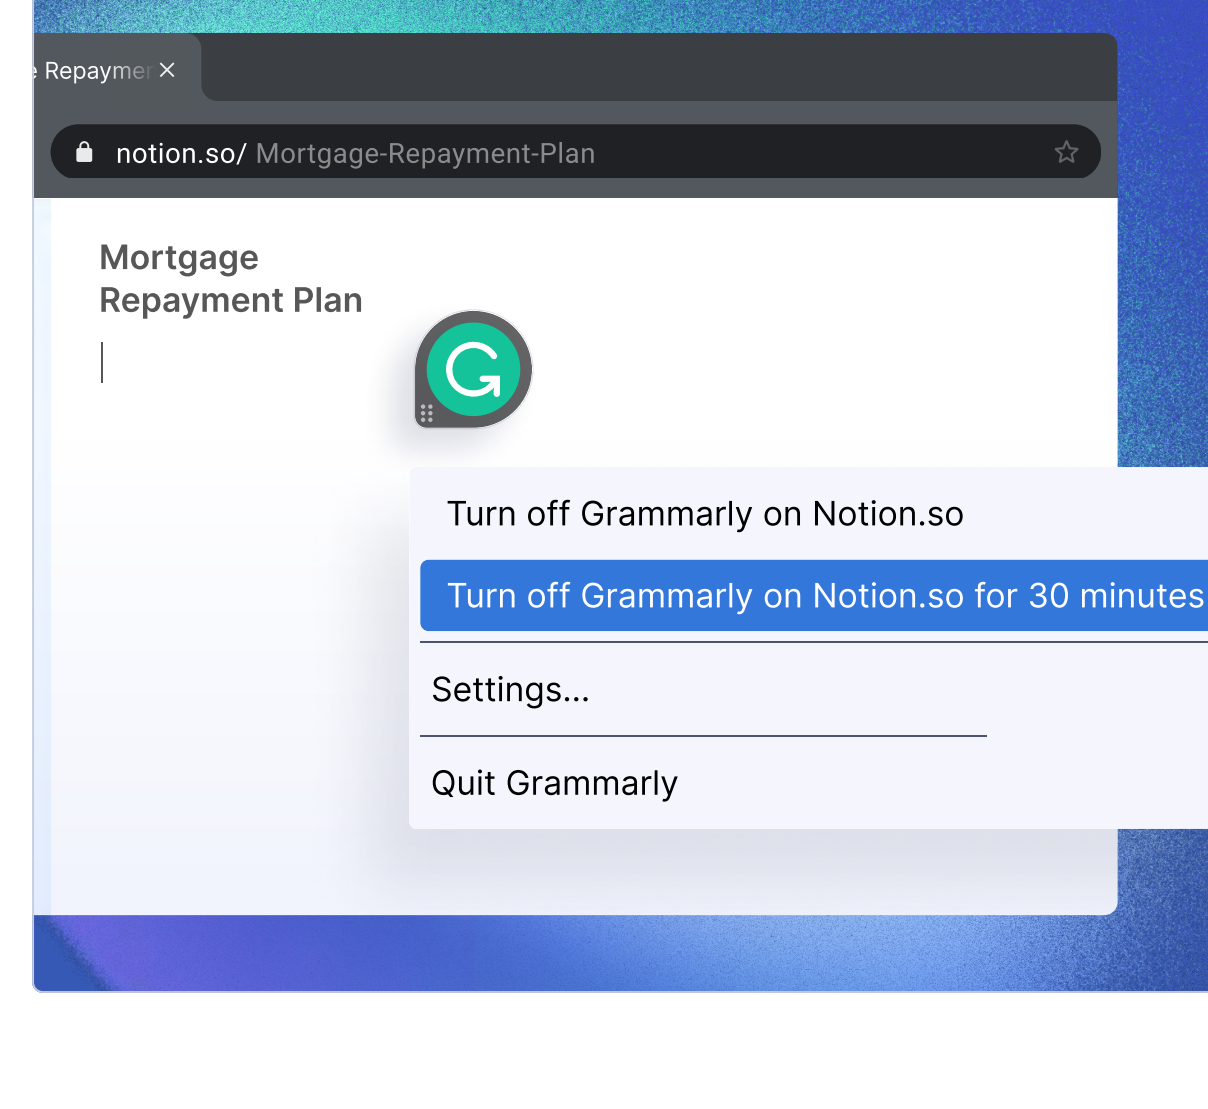 Repaymer
notion.so/ Mortgage-Repayment-Plan
Mortgage
Repayment Plan
Turn off Grammarly on Notion.so
Turn off Grammarly on Notion.so for 30 minutes
Settings...
Quit Grammarly